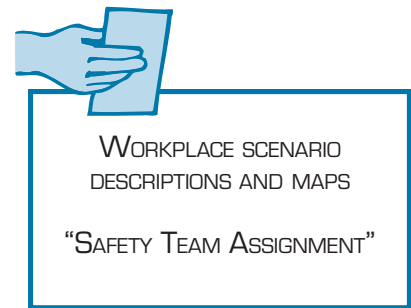 Workplace scenario
descriptions and maps
“Safety Team Assignment”